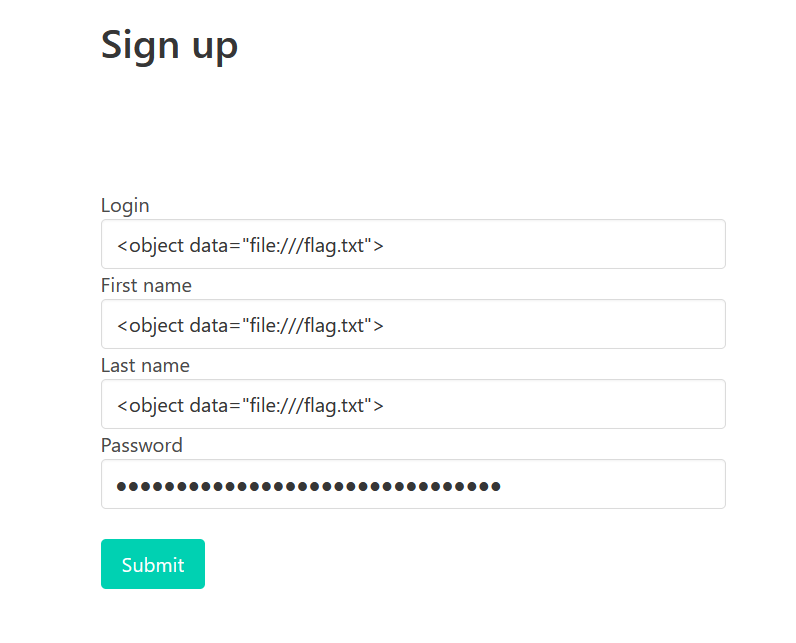 Sign up
Login
<object data="file:///flag.txt">
First name
<object data="file:///flag.txt">
Last name
<object data="file:///flag.txt">
Password
••••••••••••••••••••••••••••••••
Submit